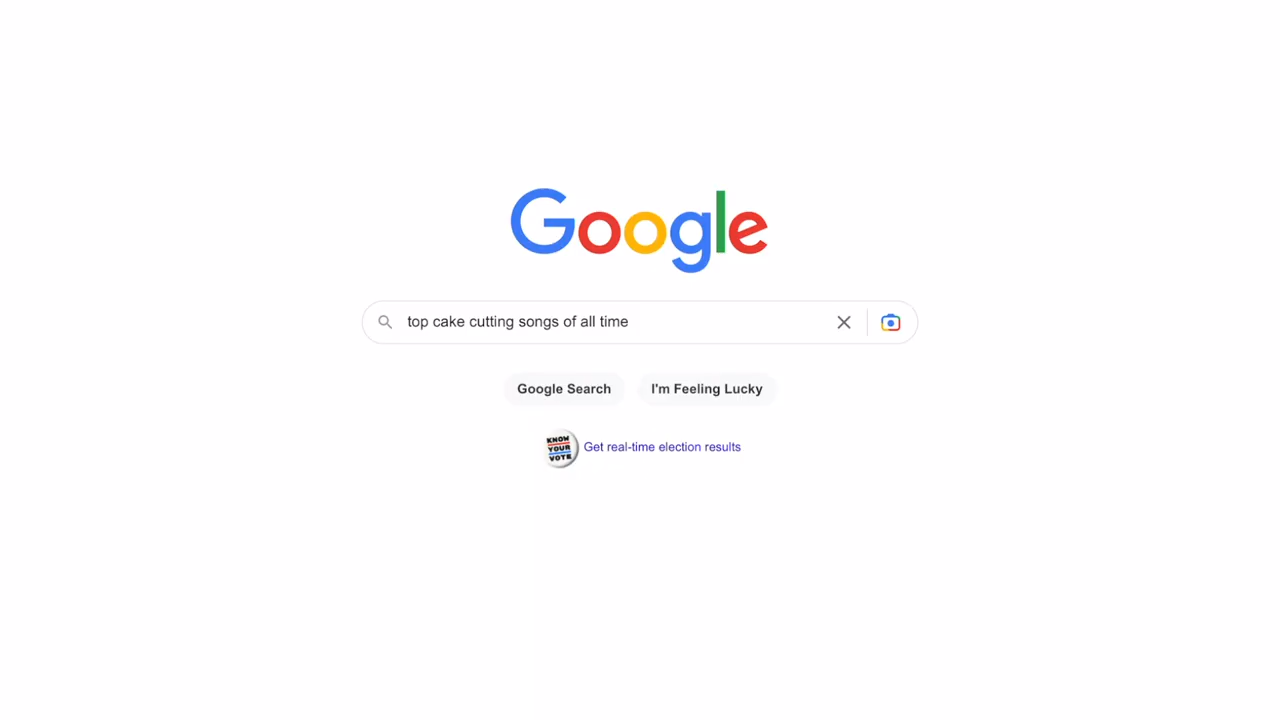 Google
top cake cutting songs of all time
Google Search
I'm Feeling Lucky
KNOW
YOUR
VOTE
Get real-time election results